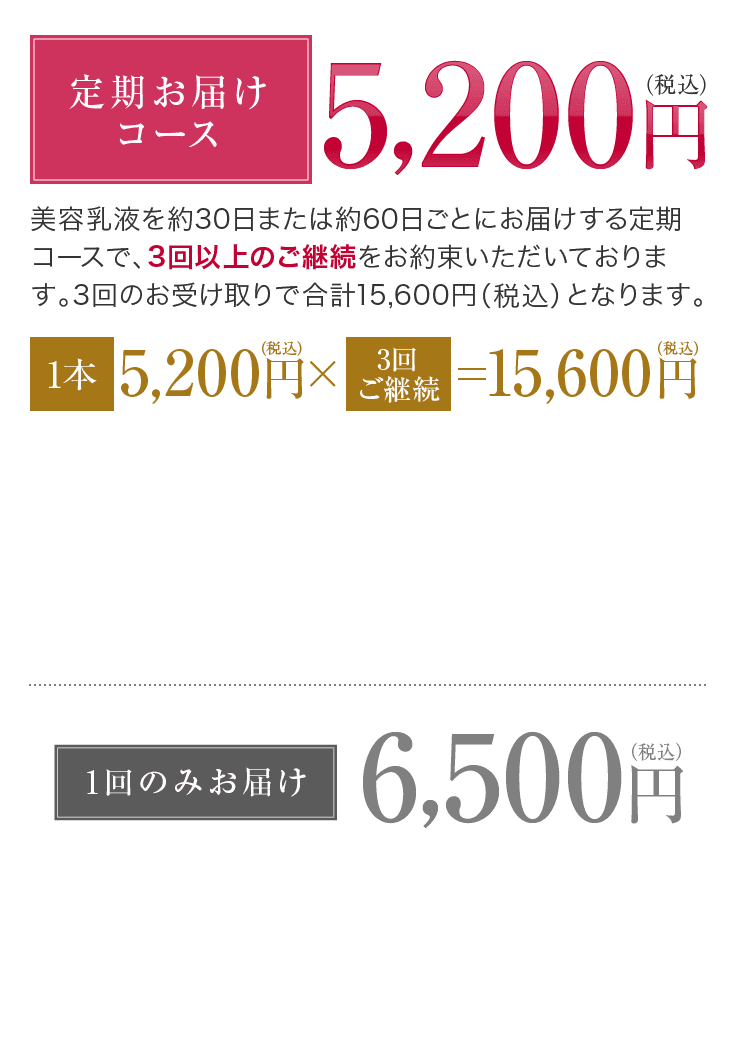 定期お届け
コース
5,200円(税込)
美容乳液を約30日または約60日ごとにお届けする定期
コースで、3回以上のご継続をお約束いただいておりま
す。3回のお受け取りで合計15,600円(税込)となります。
1本 5,200円(税込)× 3回ご継続 =15,600円(税込)
1回のみお届け 6,500円(税込)